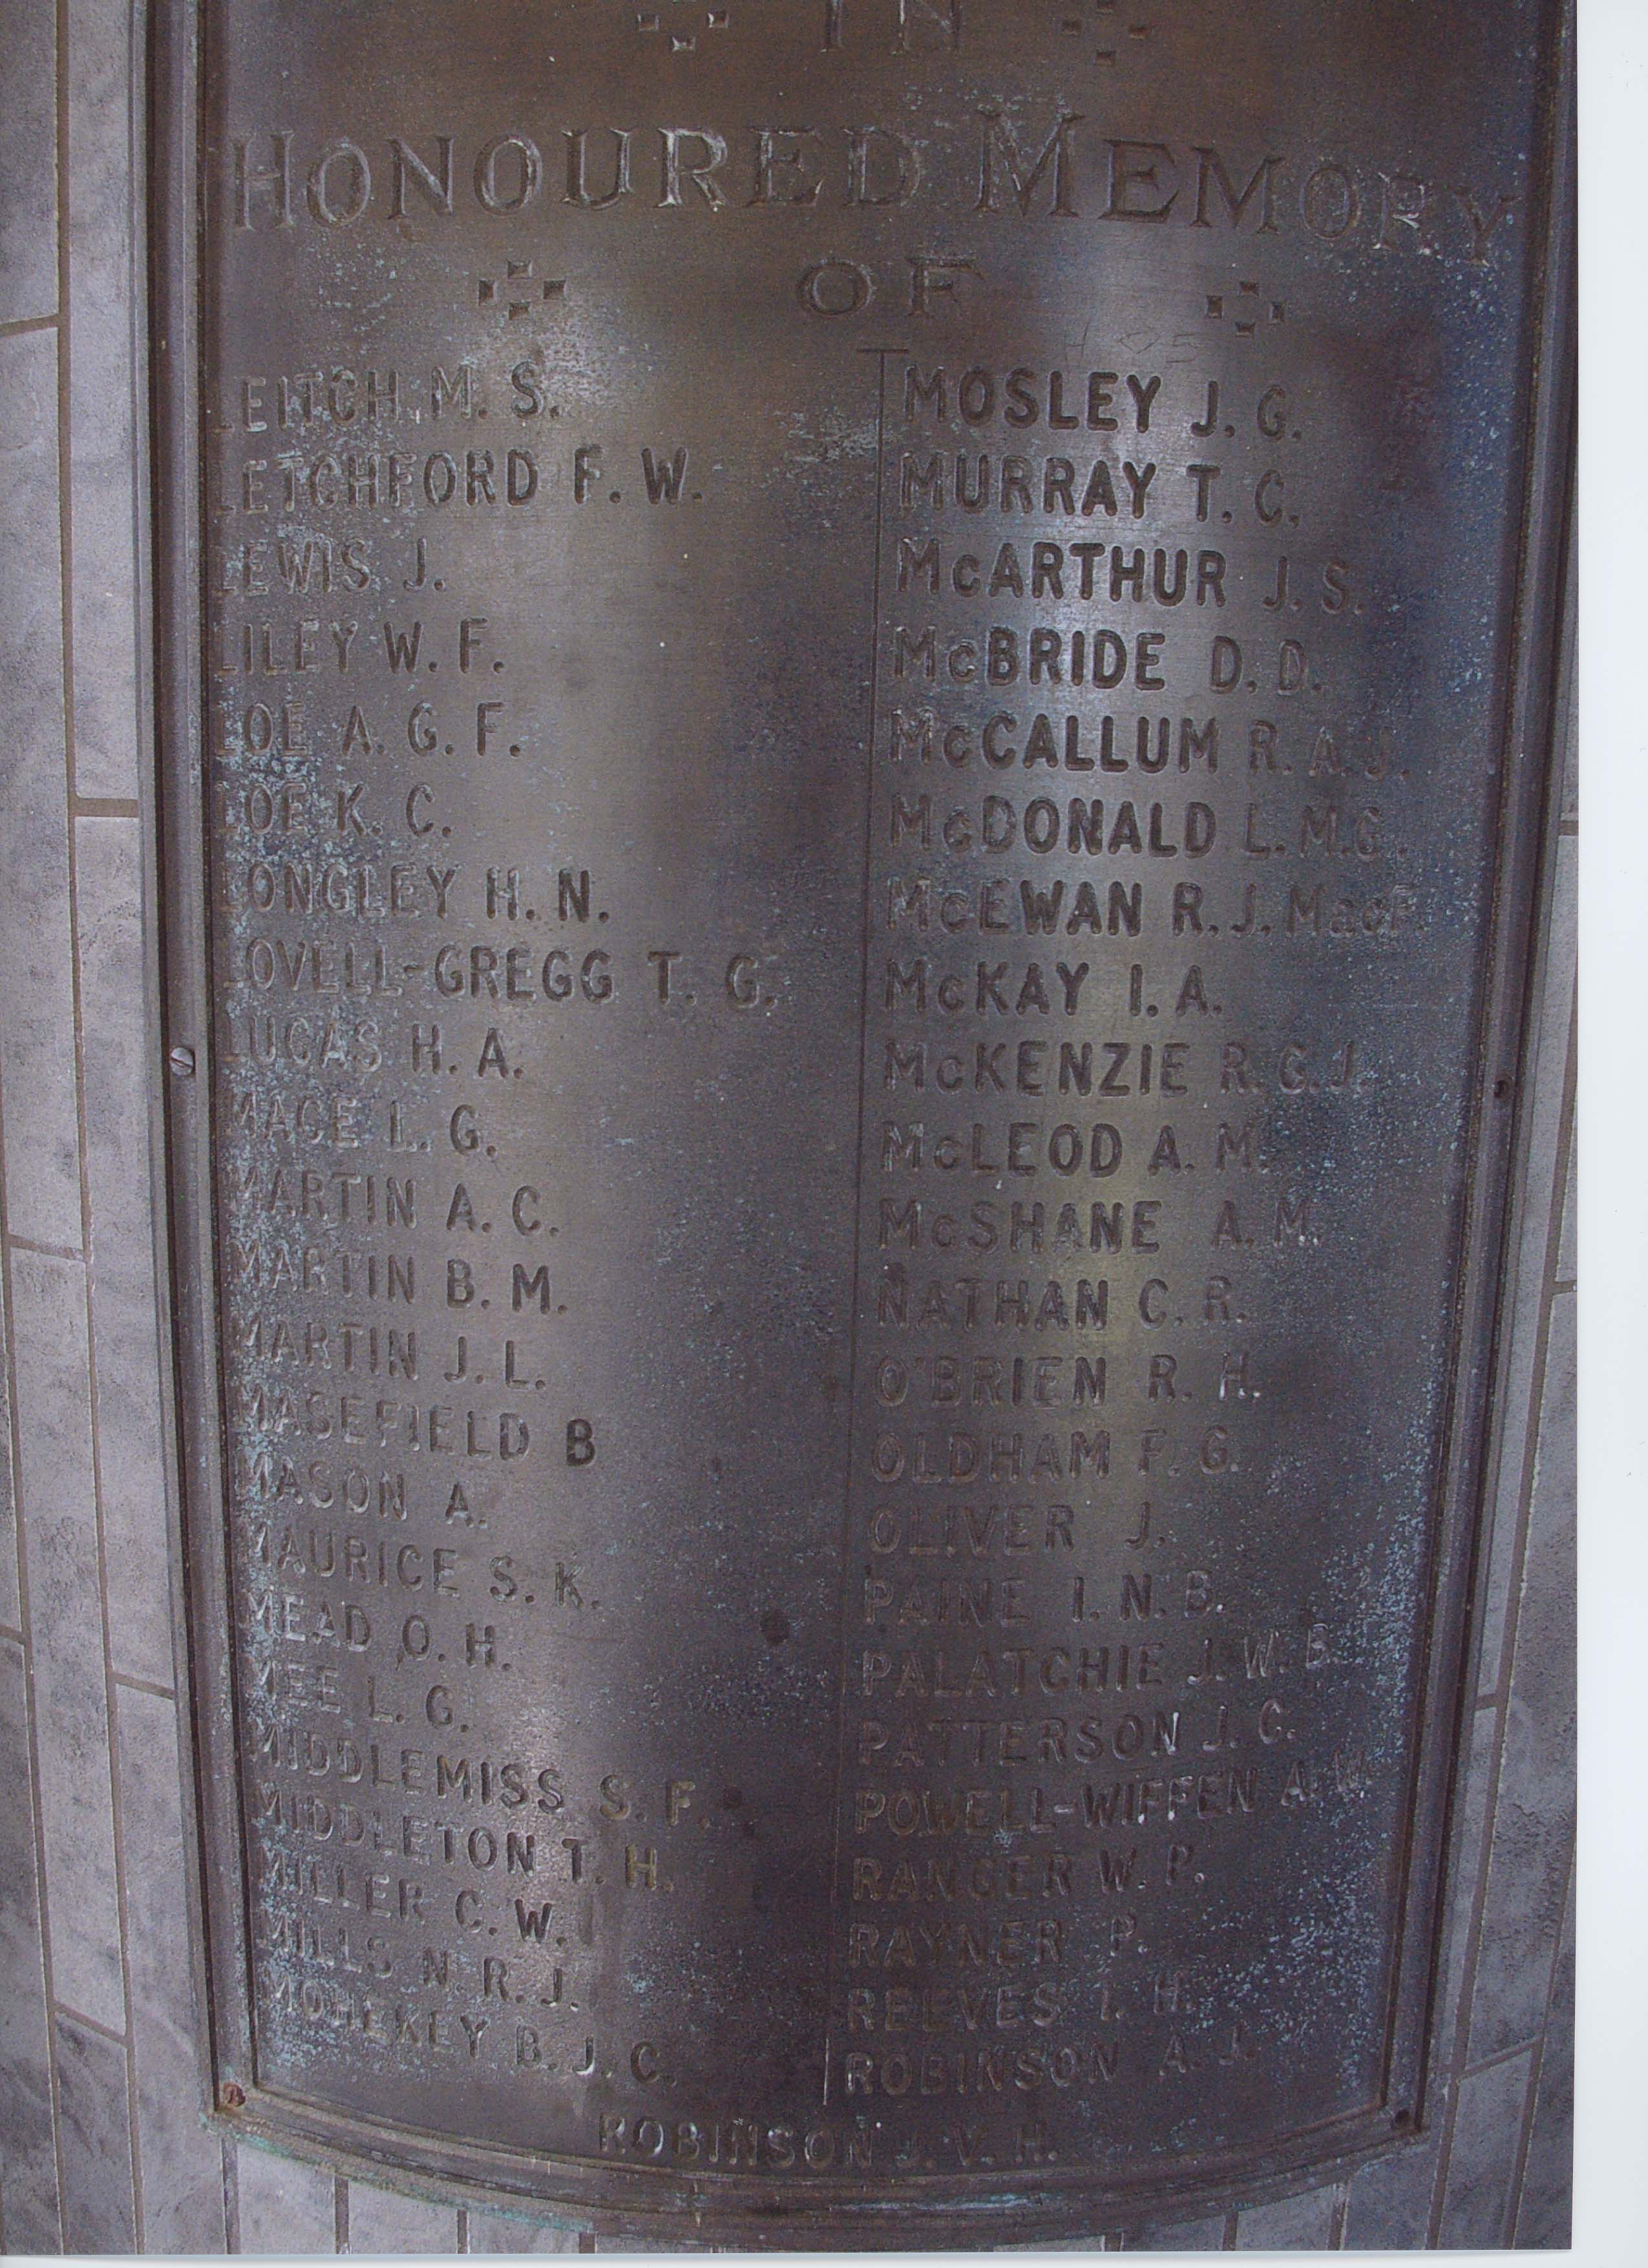 IN
HONOURED MEMORY
OF
LEITCH M. S.
LETCHFORD F. W.
LEWIS J.
LILEY W. F.
LOE A. G. F.
LOE K. C.
LONGLEY H. N.
LOVELL-GREGG T. G.
LUCAS H. A.
MACE L. G.
MARTIN A. C.
MARTIN B. M.
MARTIN J. L.
MASEFIELD B
MASON A.
MAURICE S. K.
MEAD O. H.
MEE L. G.
MIDDLEMISS S. F.
MIDDLETON T. H.
MILLER C. W.
MILLS N. R. J.
MOHEKEY B. J. C.
MOSLEY J. G.
MURRAY T. C.
McARTHUR J. S.
McBRIDE D. D.
McCALLUM R. A. J.
McDONALD L. M. G.
McEWAN R. J. MacF.
McKAY I. A.
McKENZIE R. G. J.
McLEOD A. M.
McSHANE A. M.
NATHAN C. R.
O'BRIEN R. H.
OLDHAM F. G.
OLIVER J.
PAINE I. N. B.
PALATCHIE J. W. B.
PATTERSON J. C.
POWELL-WIFFEN A. W.
RANGER W. P.
RAYNER P.
REEVES I. H.
ROBINSON A. J.
ROBINSON J. V. H.